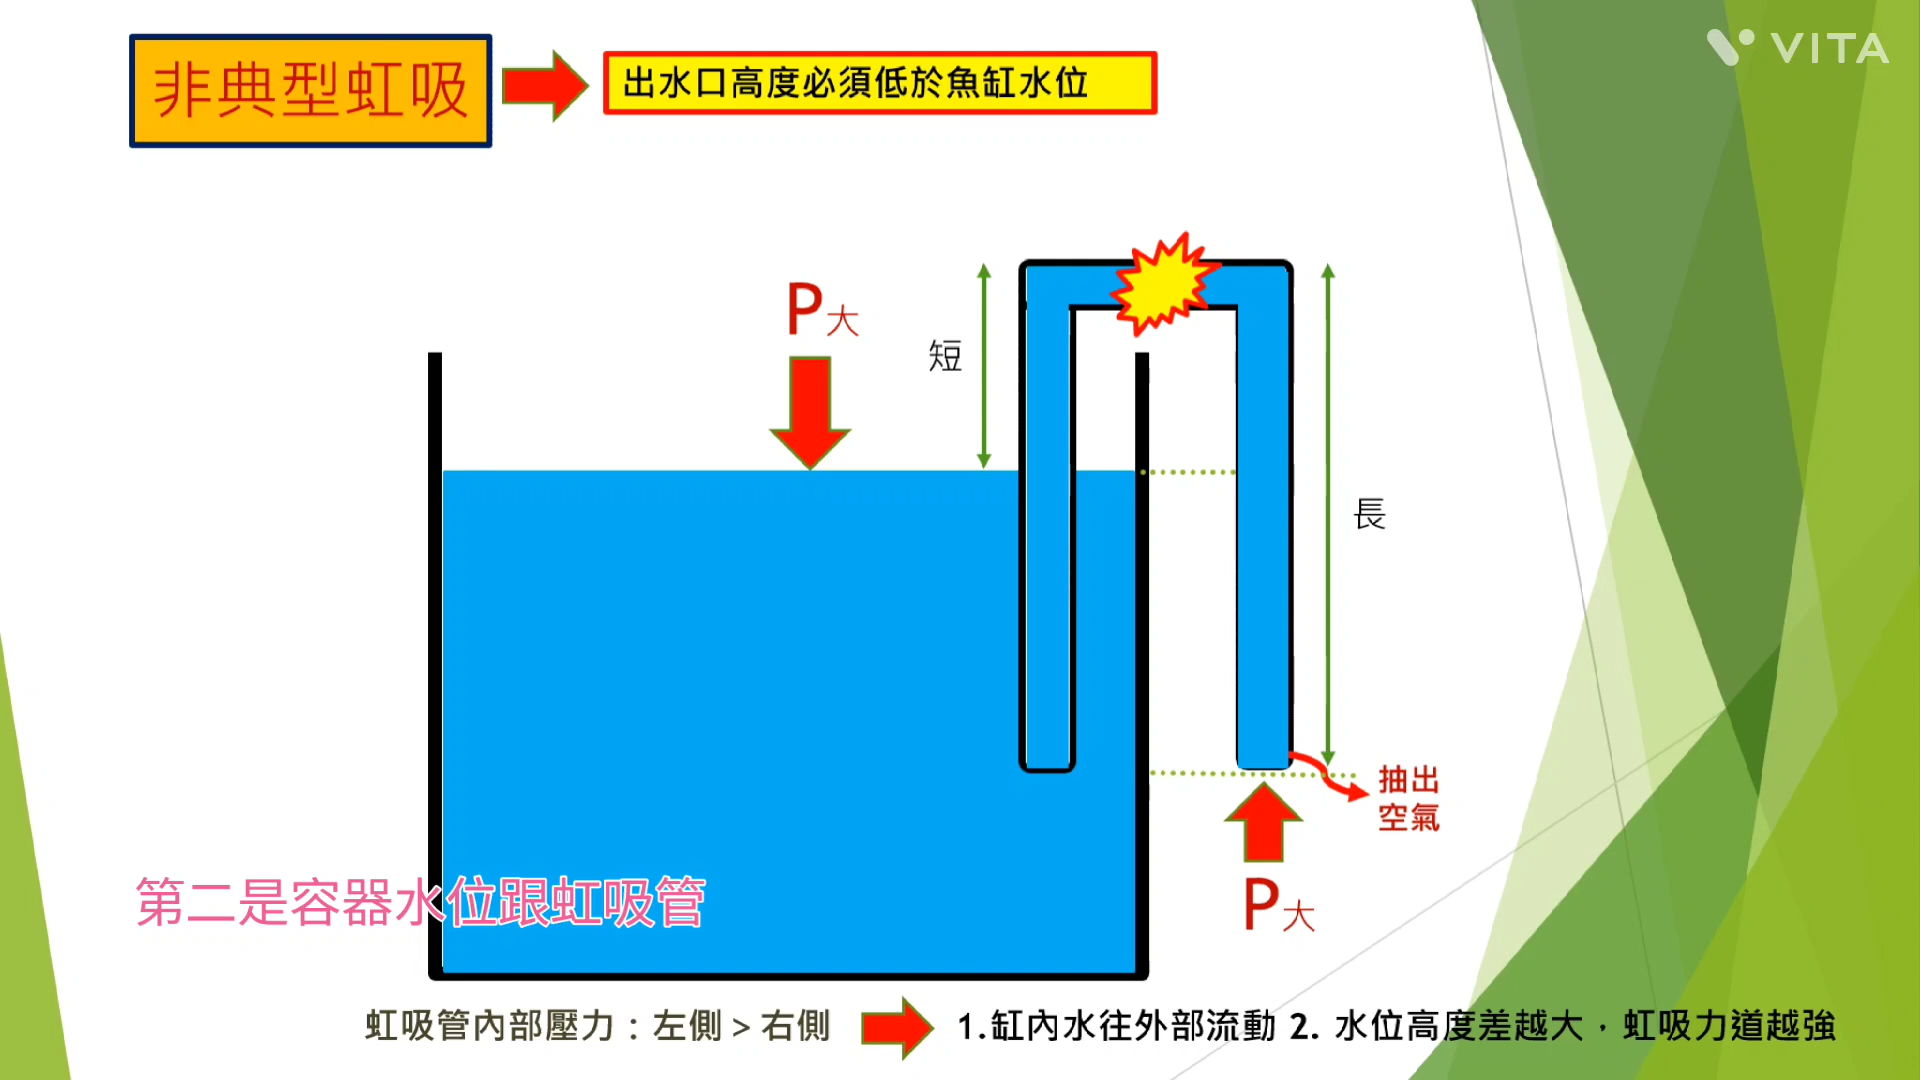 VITA
非典型虹吸
出水口高度必須低於魚缸水位
P大
短
長
抽出
空氣
P大
第二是容器水位跟虹吸管
虹吸管內部壓力：左側＞右側
1.缸內水往外部流動 2. 水位高度差越大，虹吸力道越強